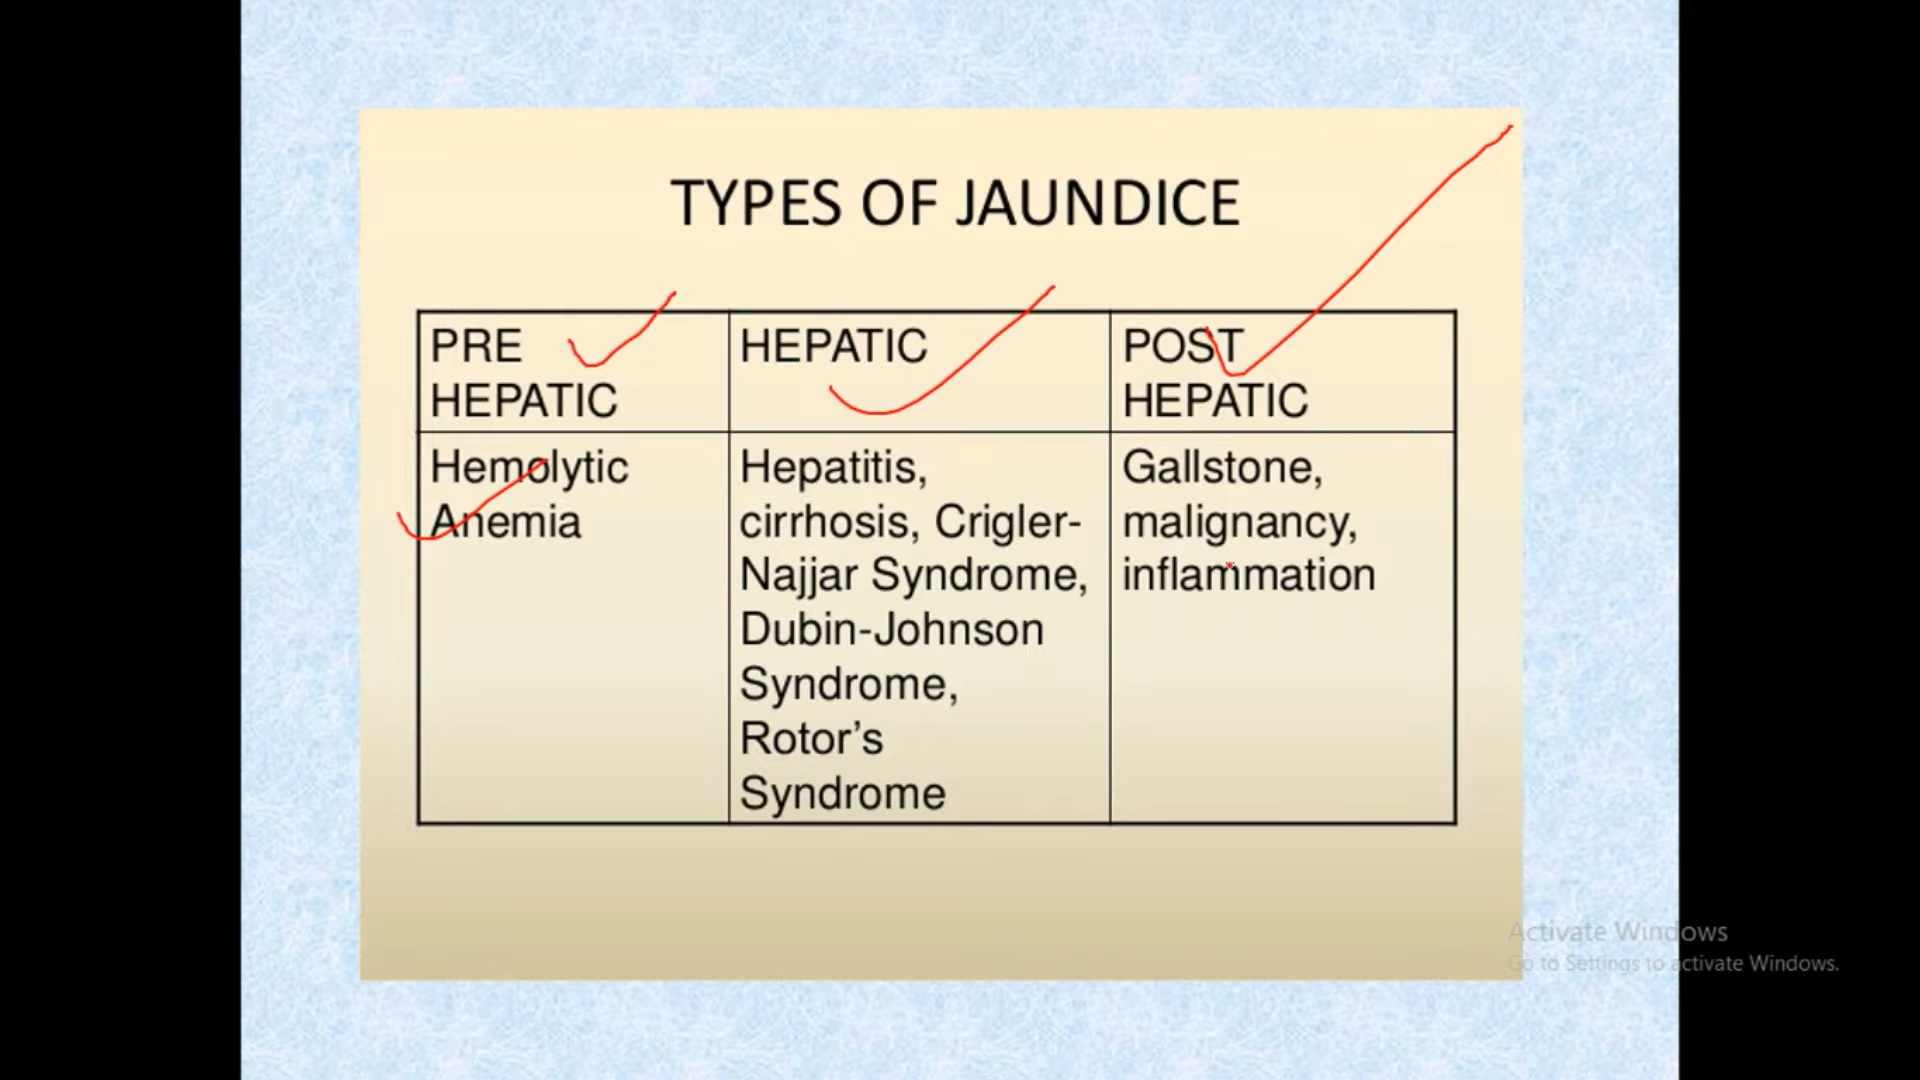 TYPES OF JAUNDICE
PRE
HEPATIC
HEPATIC
POST
HEPATIC
Hemolytic
Anemia
Hepatitis,
cirrhosis, Crigler-
Najjar Syndrome,
Dubin-Johnson
Syndrome,
Rotor's
Syndrome
Gallstone,
malignancy,
inflammation
Activate Windows
Go to Settings to activate Windows.